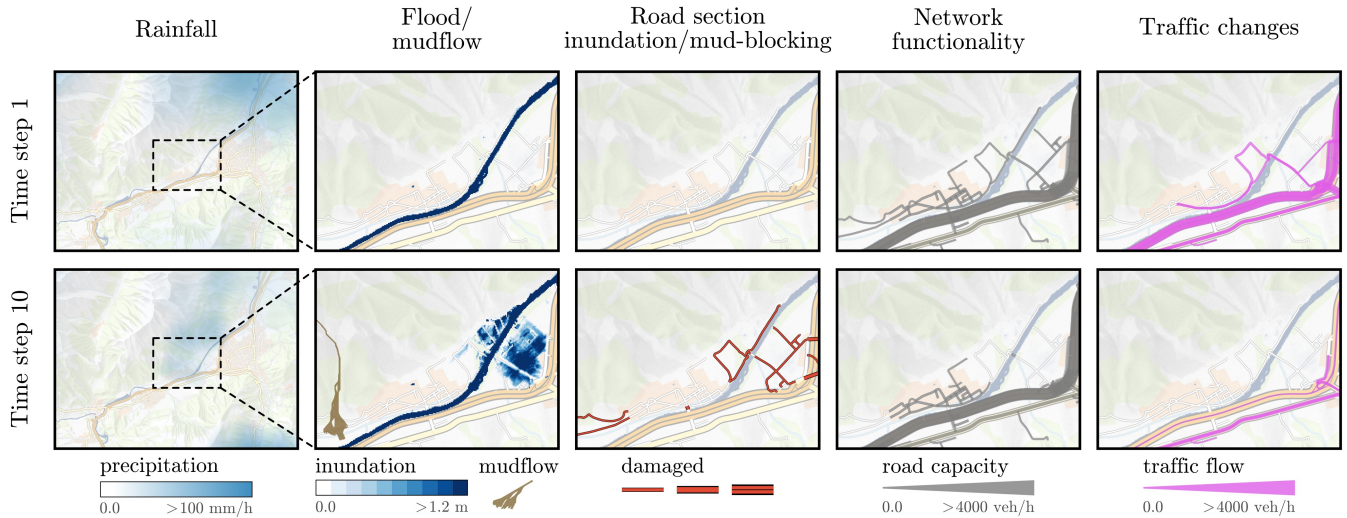 Rainfall
Flood/
mudflow
Road section
inundation/mud-blocking
Network
functionality
Traffic changes
Time step 1
Time step 10
precipitation
0.0 >100 mm/h
inundation
0.0 >1.2 m
mudflow
damaged
road capacity
0.0 >4000 veh/h
traffic flow
0.0 >4000 veh/h